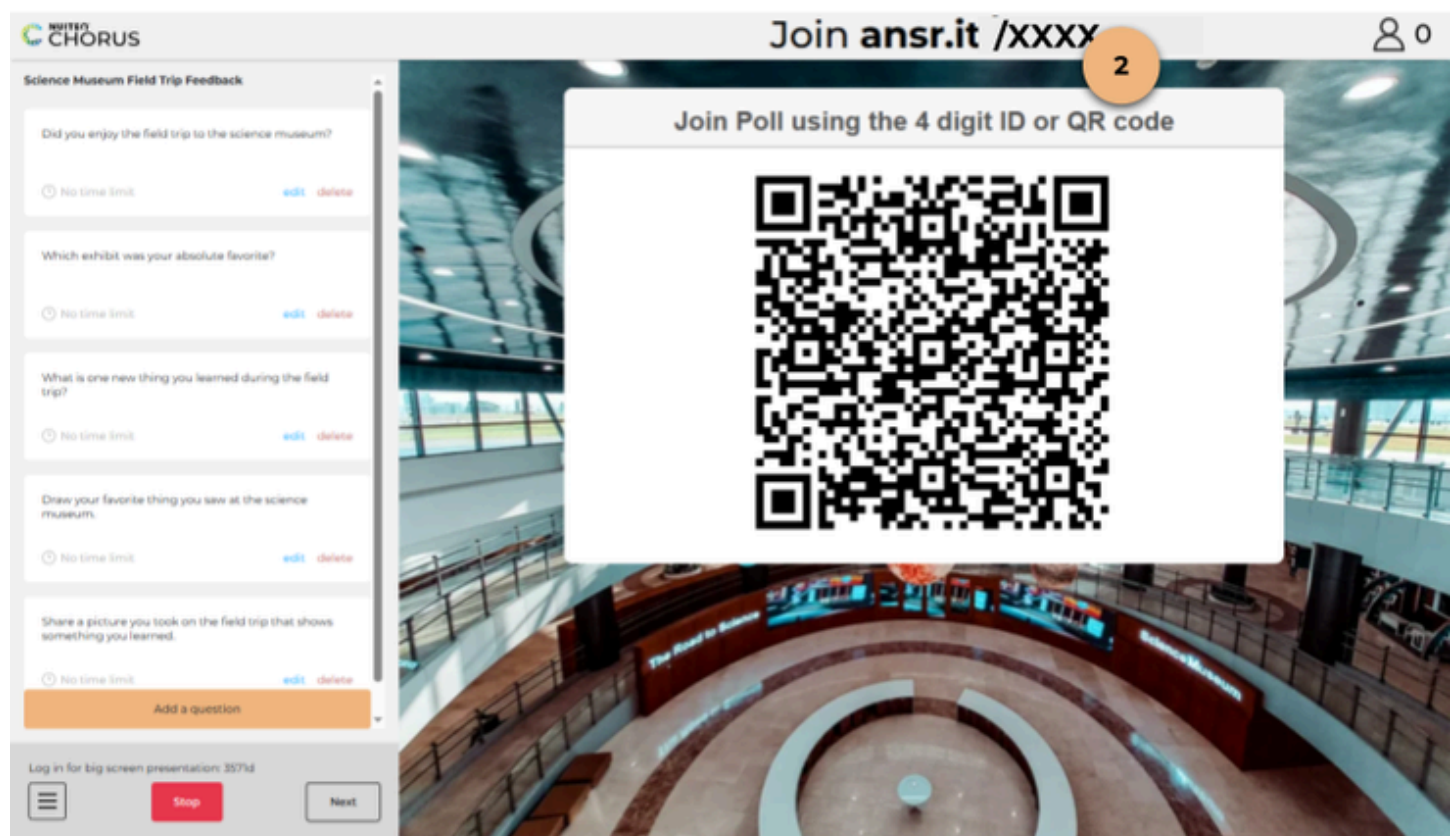 NUITEQ
CHORUS
Join ansr.it /XXXX
0
2
Science Museum Field Trip Feedback
Did you enjoy the field trip to the science museum?
No time limit edit delete
Which exhibit was your absolute favorite?
No time limit edit delete
What is one new thing you learned during the field
trip?
No time limit edit delete
Draw your favorite thing you saw at the science
museum.
No time limit edit delete
Share a picture you took on the field trip that shows
something you learned.
No time limit edit delete
Add a question
Log in for big screen presentation: 3571d
Stop
Next
Join Poll using the 4 digit ID or QR code
The Road to Science
ScienceMuseum